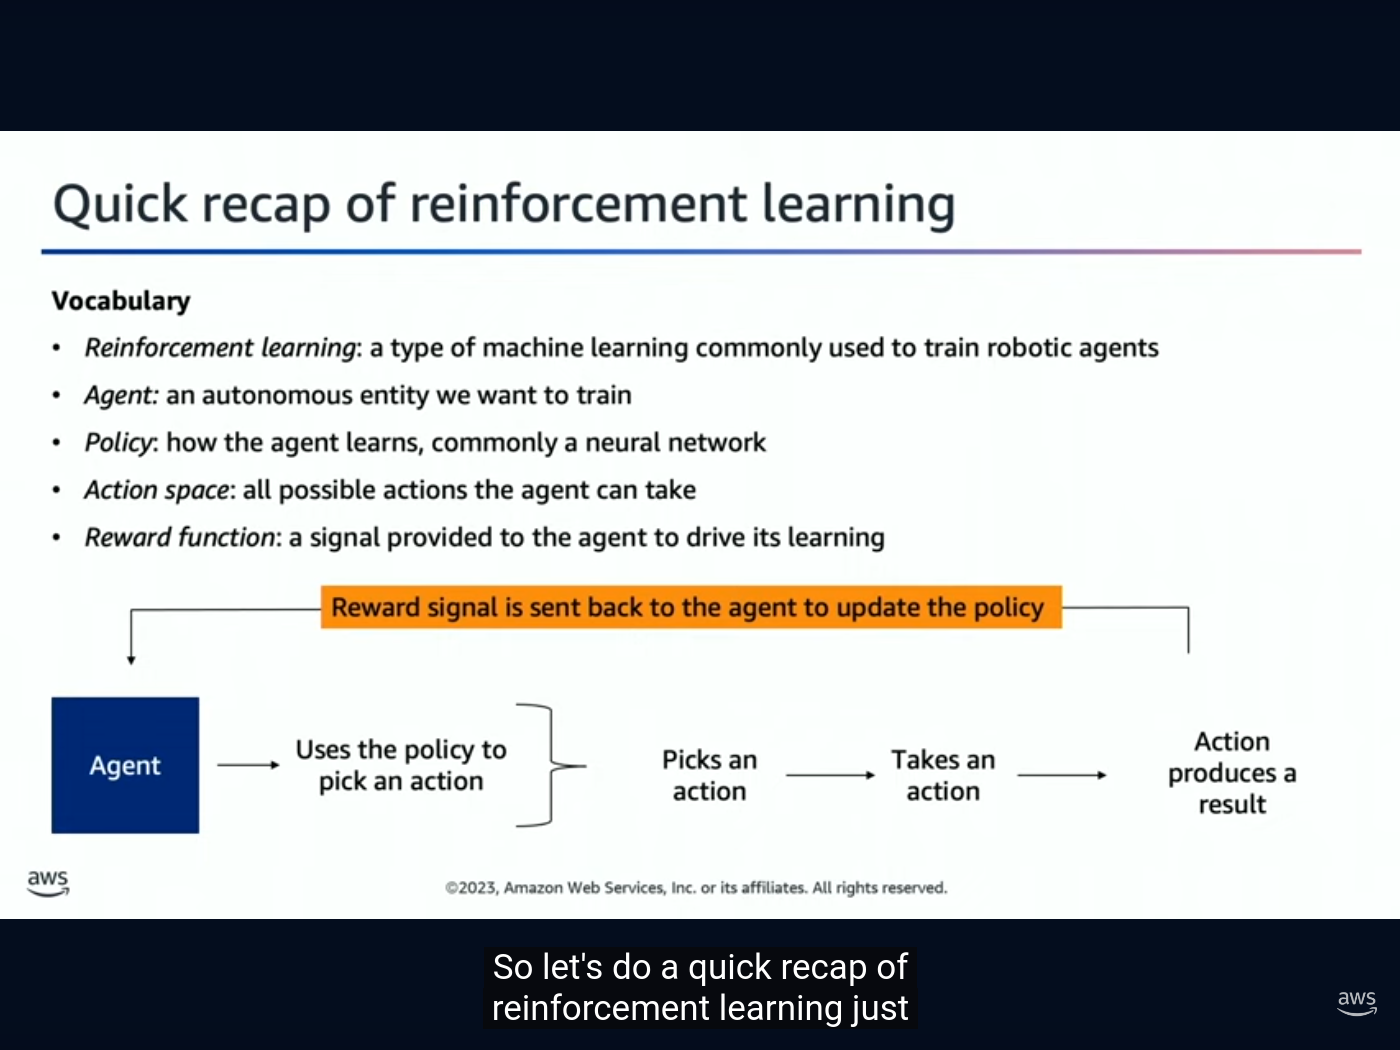 Quick recap of reinforcement learning
Vocabulary
• Reinforcement learning: a type of machine learning commonly used to train robotic agents
• Agent: an autonomous entity we want to train
• Policy: how the agent learns, commonly a neural network
• Action space: all possible actions the agent can take
• Reward function: a signal provided to the agent to drive its learning
Reward signal is sent back to the agent to update the policy
Agent
Uses the policy to
pick an action
Picks an
action
Takes an
action
Action
produces a
result
aws
©2023, Amazon Web Services, Inc. or its affiliates. All rights reserved.
So let's do a quick recap of
reinforcement learning just
aws